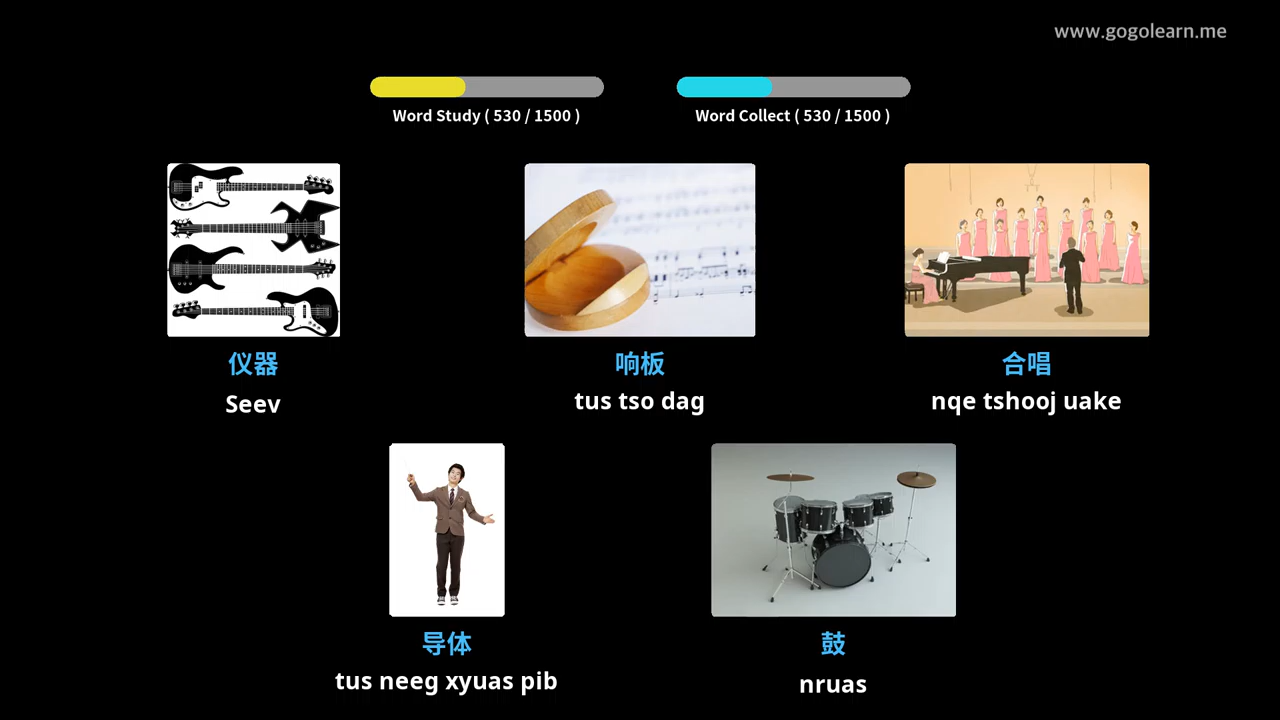 www.gogolearn.me
Word Study ( 530 / 1500 )
Word Collect ( 530 / 1500 )
仪器
Seev
响板
tus tso dag
合唱
nqe tshooj uake
导体
tus neeg xyuas pib
鼓
nruas